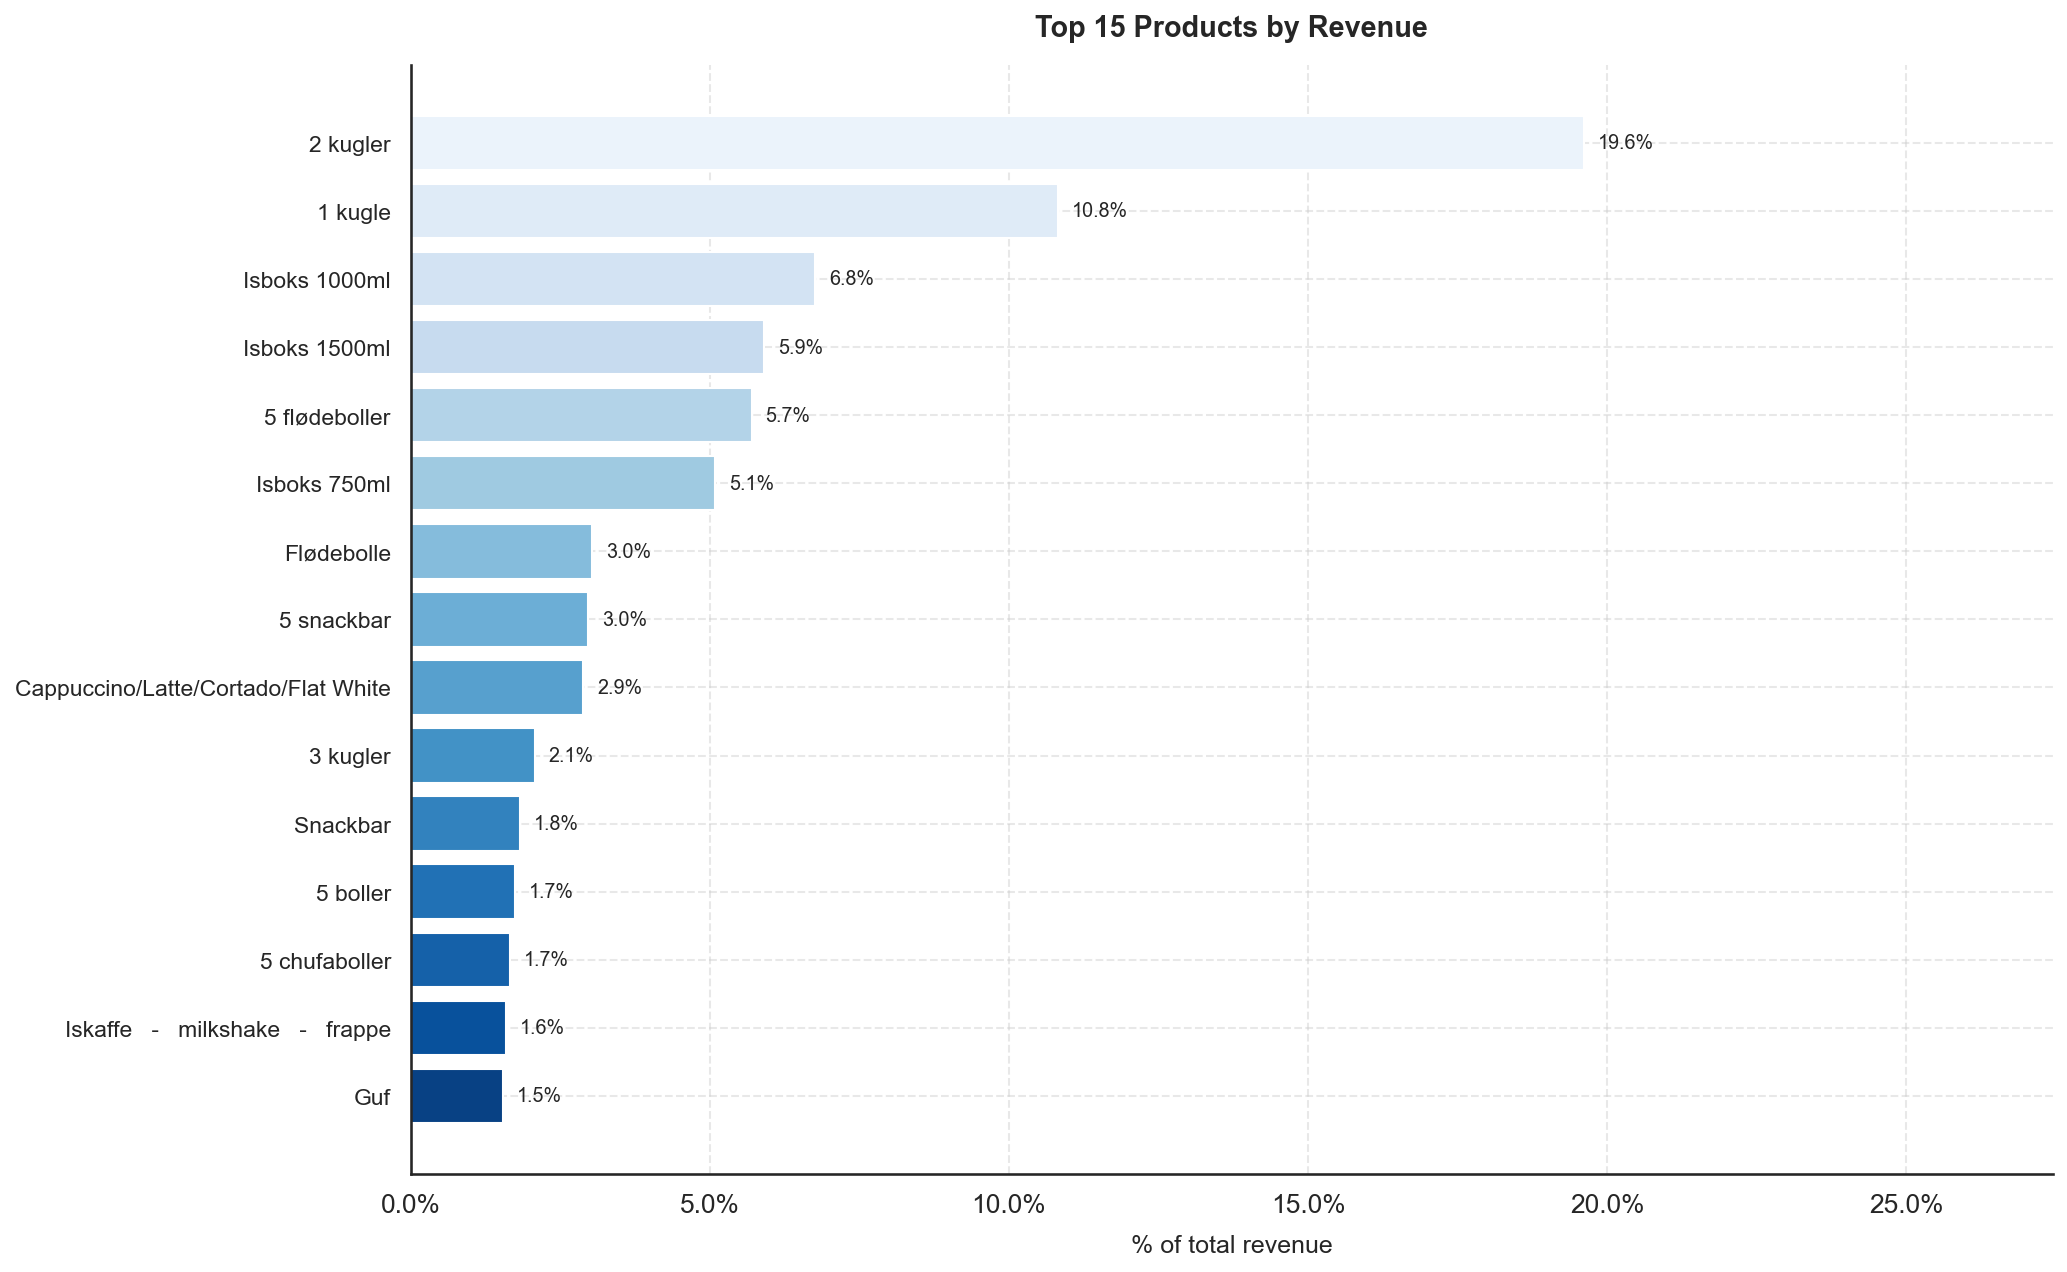 Top 15 Products by Revenue
2 kugler 19.6%
1 kugle 10.8%
Isboks 1000ml 6.8%
Isboks 1500ml 5.9%
5 flødeboller 5.7%
Isboks 750ml 5.1%
Flødebolle 3.0%
5 snackbar 3.0%
Cappuccino/Latte/Cortado/Flat White 2.9%
3 kugler 2.1%
Snackbar 1.8%
5 boller 1.7%
5 chufaboller 1.7%
Iskaffe - milkshake - frappe 1.6%
Guf 1.5%
0.0% 5.0% 10.0% 15.0% 20.0% 25.0%
% of total revenue